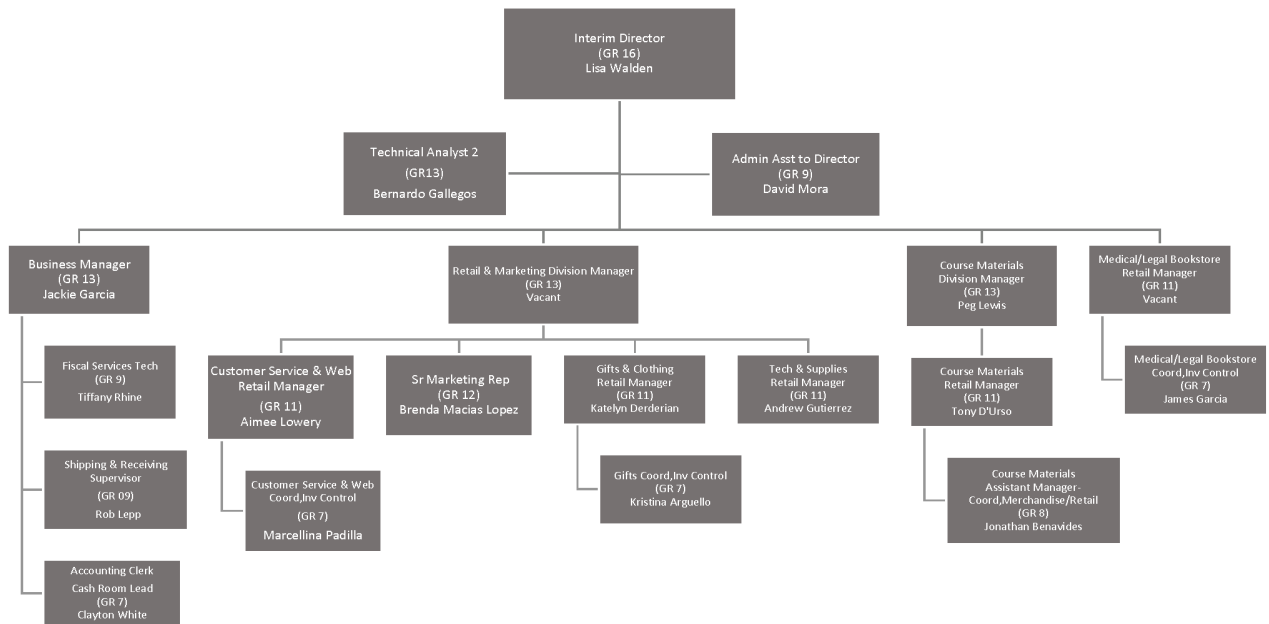 Interim Director
(GR 16)
Lisa Walden
Technical Analyst 2
(GR13)
Bernardo Gallegos
Admin Asst to Director
(GR 9)
David Mora
Business Manager
(GR 13)
Jackie Garcia
Retail & Marketing Division Manager
(GR 13)
Vacant
Course Materials
Division Manager
(GR 13)
Peg Lewis
Medical/Legal Bookstore
Retail Manager
(GR 11)
Vacant
Fiscal Services Tech
(GR 9)
Tiffany Rhine
Shipping & Receiving
Supervisor
(GR 09)
Rob Lepp
Accounting Clerk
Cash Room Lead
(GR 7)
Clayton White
Customer Service & Web
Retail Manager
(GR 11)
Aimee Lowery
Customer Service & Web
Coord,Inv Control
(GR 7)
Marcellina Padilla
Sr Marketing Rep
(GR 12)
Brenda Macias Lopez
Gifts & Clothing
Retail Manager
(GR 11)
Katelyn Derderian
Gifts Coord,Inv Control
(GR 7)
Kristina Arguello
Tech & Supplies
Retail Manager
(GR 11)
Andrew Gutierrez
Course Materials
Retail Manager
(GR 11)
Tony D'Urso
Course Materials
Assistant Manager-
Coord,Merchandise/Retail
(GR 8)
Jonathan Benavides
Medical/Legal Bookstore
Coord,Inv Control
(GR 7)
James Garcia